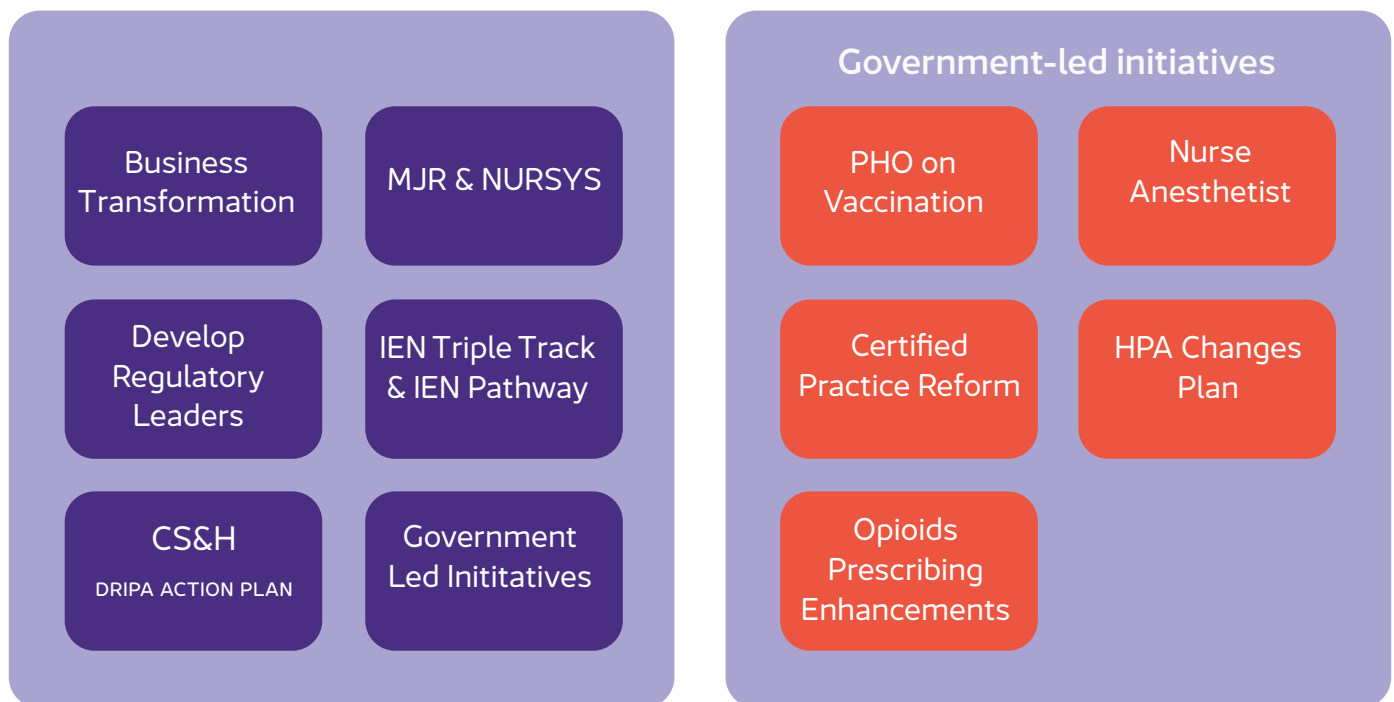 Business
Transformation
MJR & NURSYS
Develop
Regulatory
Leaders
IEN Triple Track
& IEN Pathway
CS&H
DRIPA ACTION PLAN
Government
Led Inititatives
Government-led initiatives
PHO on
Vaccination
Nurse
Anesthetist
Certified
Practice Reform
HPA Changes
Plan
Opioids
Prescribing
Enhancements